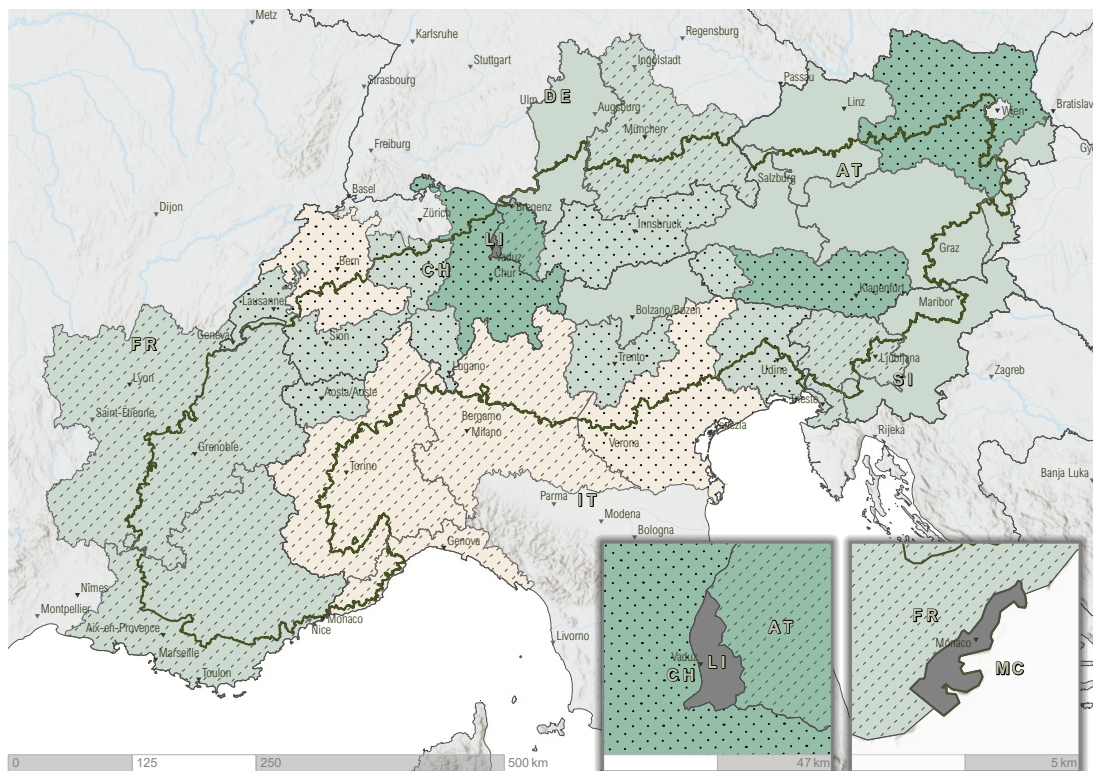 Metz
Karlsruhe
Regensburg
Stuttgart
Ingolstadt
Strasbourg
Passau
Ulm
DE
Augsburg
Linz
Wien
Bratislav
München
Freiburg
Gy
Salzburg
AT
Basel
Zürich
Bregenz
Dijon
Innsbruck
LI
Vaduz
Graz
Bern
CH
Chur
Klagenfurt
Lausanne
Bolzano/Bozen
Maribor
Genova
Sion
FR
Trento
Ljubljana
Lyon
Lugano
Udine
SI
Zagreb
Aosta/Aoste
Trieste
Saint-Étienne
Bergamo
Milano
Venezia
Rijeka
Grenoble
Verona
Torino
Banja Luka
Parma
IT
Modena
Genova
Bologna
Nîmes
Montpellier
Monaco
Nice
Aix-en-Provence
Livorno
Marseille
Toulon
AT
Vaduz
LI
CH
FR
Monaco
MC
0
125
250
500 km
47 km
5 km